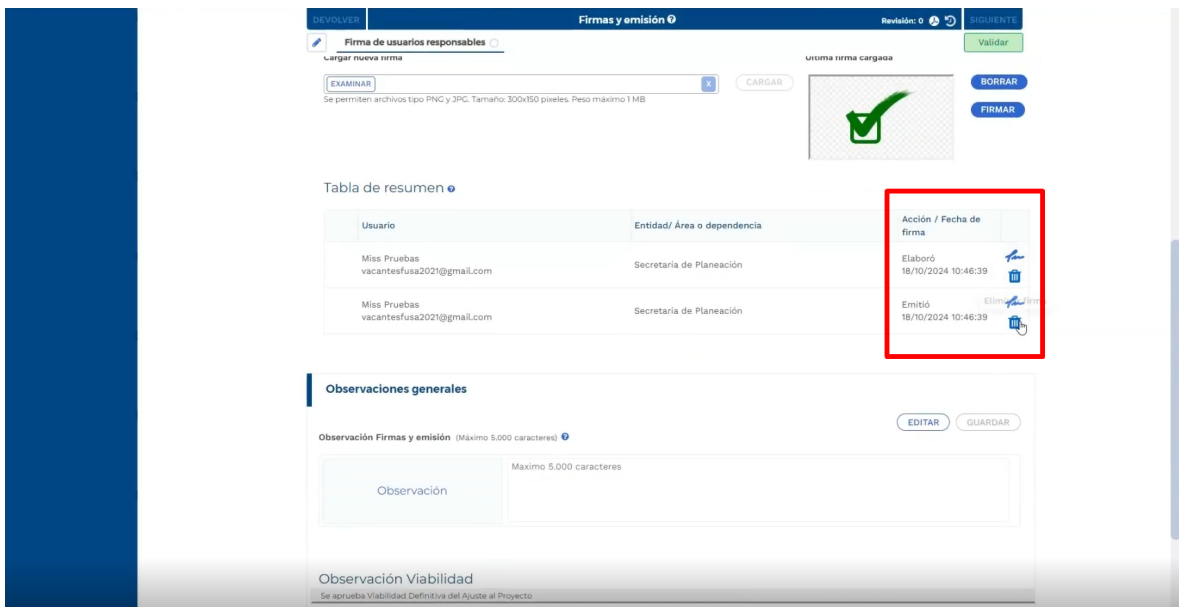 DEVOLVER
Firmas y emisión
Revisión: 0
SIGUIENTE
Firma de usuarios responsables
Validar
Cargar nueva firma
Última firma cargada
EXAMINAR
X
CARGAR
BORRAR
Se permiten archivos tipo PNG y JPG. Tamaño: 300x150 pixeles. Peso máximo 1 MB
FIRMAR
Tabla de resumen
Usuario
Entidad/ Área o dependencia
Acción / Fecha de
firma
Miss Pruebas
vacantesfusa2021@gmail.com
Secretaría de Planeación
Elaboró
18/10/2024 10:46:39
Miss Pruebas
vacantesfusa2021@gmail.com
Secretaría de Planeación
Emitió
18/10/2024 10:46:39
Observaciones generales
EDITAR
GUARDAR
Observación Firmas y emisión (Máximo 5.000 caracteres)
Observación
Maximo 5.000 caracteres
Observación Viabilidad
Se aprueba Viabilidad Definitiva del Ajuste al Proyecto